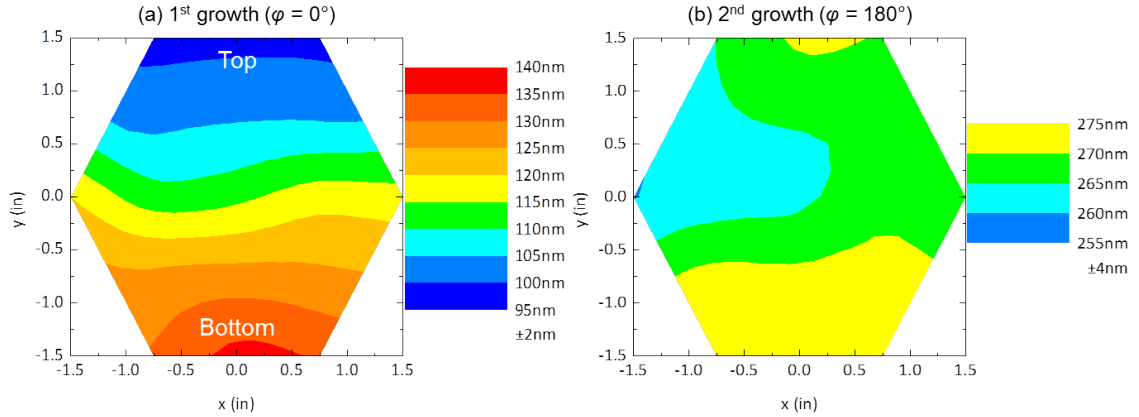 (a) 1st growth (φ = 0°)
Top
Bottom
1.5
1.0
0.5
0.0
-0.5
-1.0
-1.5
y (in)
-1.5 -1.0 -0.5 0.0 0.5 1.0 1.5
x (in)
140nm
135nm
130nm
125nm
120nm
115nm
110nm
105nm
100nm
95nm
±2nm
(b) 2nd growth (φ = 180°)
1.5
1.0
0.5
0.0
-0.5
-1.0
-1.5
y (in)
-1.5 -1.0 -0.5 0.0 0.5 1.0 1.5
x (in)
275nm
270nm
265nm
260nm
255nm
±4nm